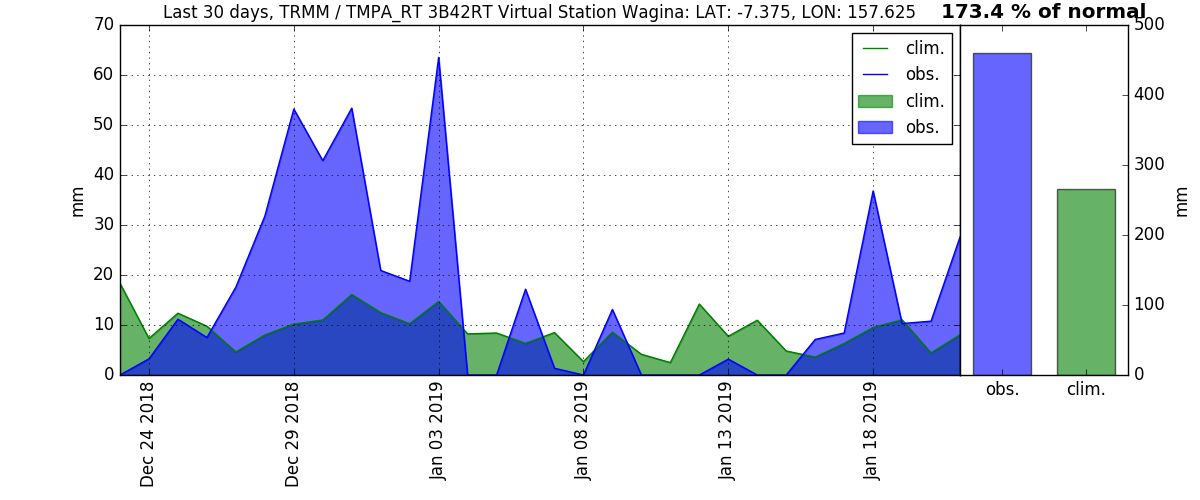 Last 30 days, TRMM / TMPA_RT 3B42RT Virtual Station Wagina: LAT: -7.375, LON: 157.625
173.4 % of normal
70
60
50
40
30
20
10
0
mm
clim.
obs.
clim.
obs.
500
400
300
200
100
0
mm
Dec 24 2018
Dec 29 2018
Jan 03 2019
Jan 08 2019
Jan 13 2019
Jan 18 2019
obs.
clim.